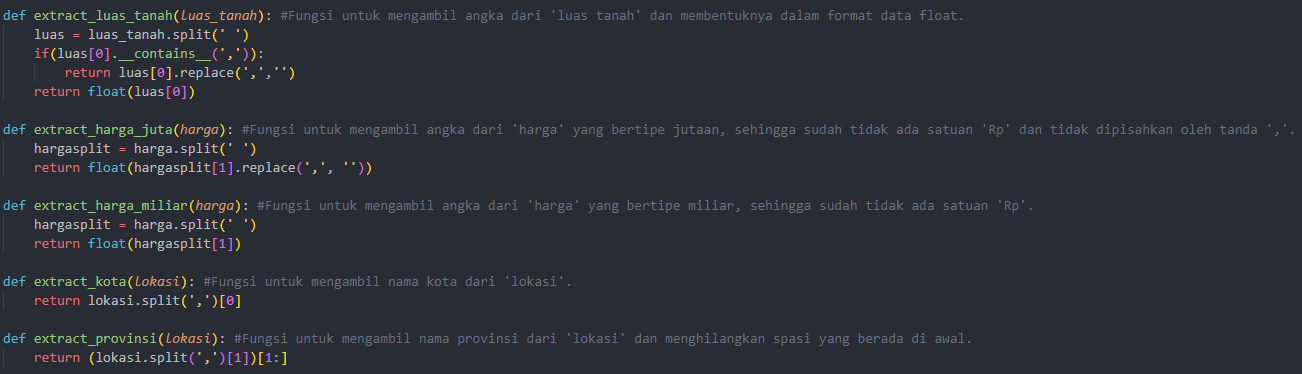 def extract_luas_tanah(luas_tanah): #Fungsi untuk mengambil angka dari 'luas tanah' dan membentuknya dalam format data float.
    luas = luas_tanah.split(' ')
    if(luas[0].__contains__(',')):
        return luas[0].replace(',','')
    return float(luas[0])

def extract_harga_juta(harga): #Fungsi untuk mengambil angka dari 'harga' yang bertipe jutaan, sehingga sudah tidak ada satuan 'Rp' dan tidak dipisahkan oleh tanda ','.
    hargasplit = harga.split(' ')
    return float(hargasplit[1].replace(',', ''))

def extract_harga_miliar(harga): #Fungsi untuk mengambil angka dari 'harga' yang bertipe miliar, sehingga sudah tidak ada satuan 'Rp'.
    hargasplit = harga.split(' ')
    return float(hargasplit[1])

def extract_kota(lokasi): #Fungsi untuk mengambil nama kota dari 'lokasi'.
    return lokasi.split(',')[0]

def extract_provinsi(lokasi): #Fungsi untuk mengambil nama provinsi dari 'lokasi' dan menghilangkan spasi yang berada di awal.
    return (lokasi.split(',')[1])[1:]